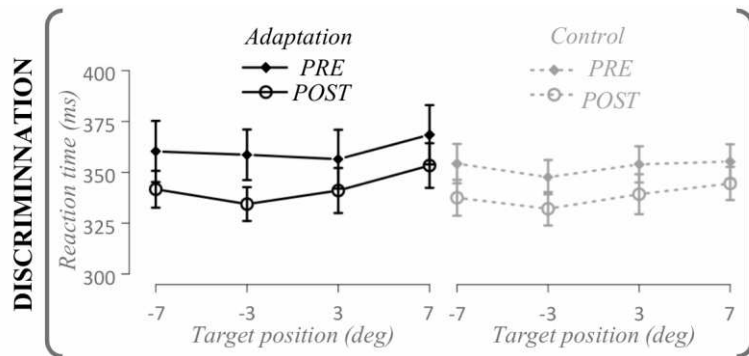 DISCRIMINNATION
Adaptation
PRE
POST
Control
PRE
POST
Reaction time (ms)
400
375
350
325
300
-7 -3 3 7
Target position (deg)
-7 -3 3 7
Target position (deg)